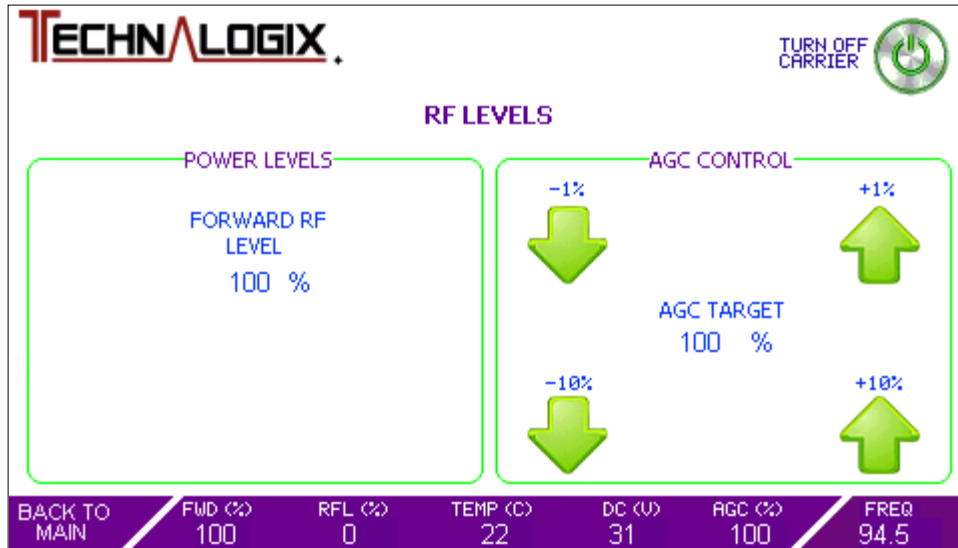 TECHNALOGIX.
TURN OFF
CARRIER
RF LEVELS
POWER LEVELS
FORWARD RF
LEVEL
100 %
AGC CONTROL
-1% +1%
AGC TARGET
100 %
-10% +10%
BACK TO
MAIN
FWD (%) RFL (%) TEMP (C) DC (V) AGC (%) FREQ
100 0 22 31 100 94.5